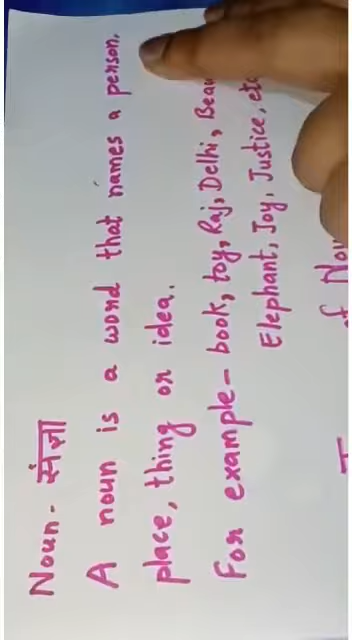 Noun - संज्ञा
A noun is a word that names a person,
place, thing or idea.
For example - book, toy, Raj, Delhi,
Elephant, Joy, Justice, etc
of